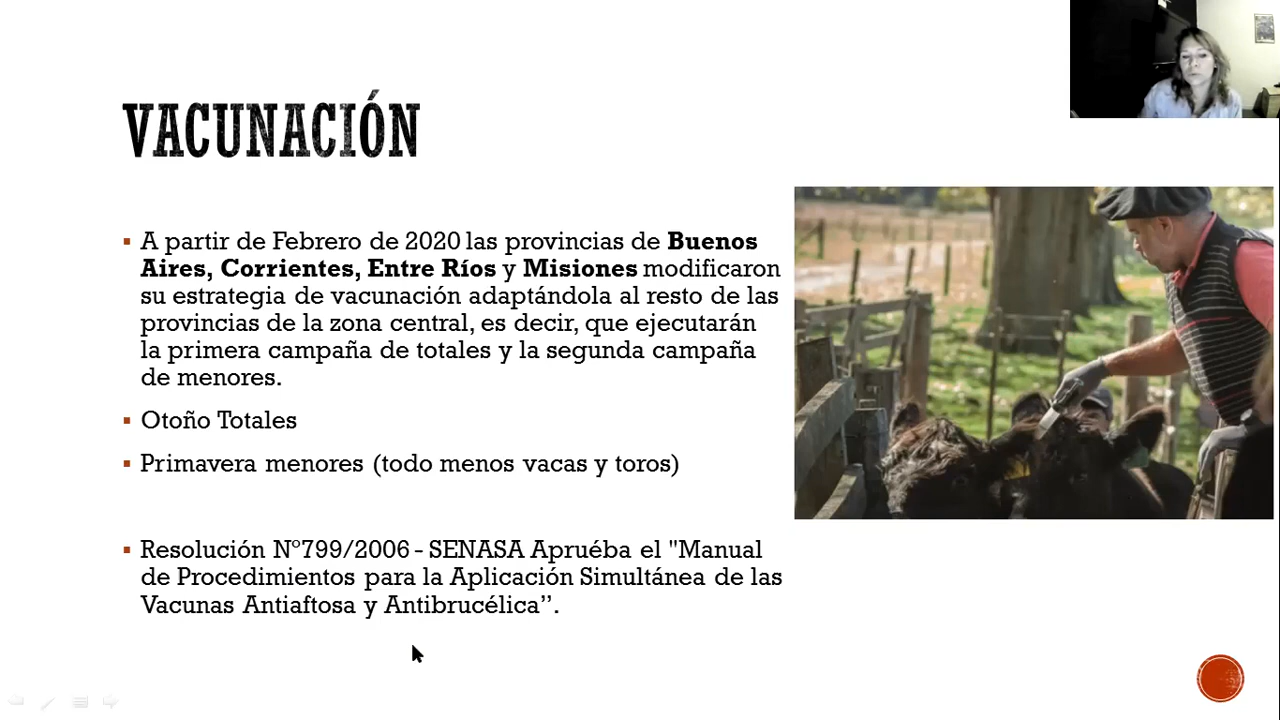 VACUNACIÓN
A partir de Febrero de 2020 las provincias de Buenos
Aires, Corrientes, Entre Ríos y Misiones modificaron
su estrategia de vacunación adaptándola al resto de las
provincias de la zona central, es decir, que ejecutarán
la primera campaña de totales y la segunda campaña
de menores.
Otoño Totales
Primavera menores (todo menos vacas y toros)
Resolución N°799/2006 - SENASA Apruéba el "Manual
de Procedimientos para la Aplicación Simultánea de las
Vacunas Antiaftosa y Antibrucélica”.